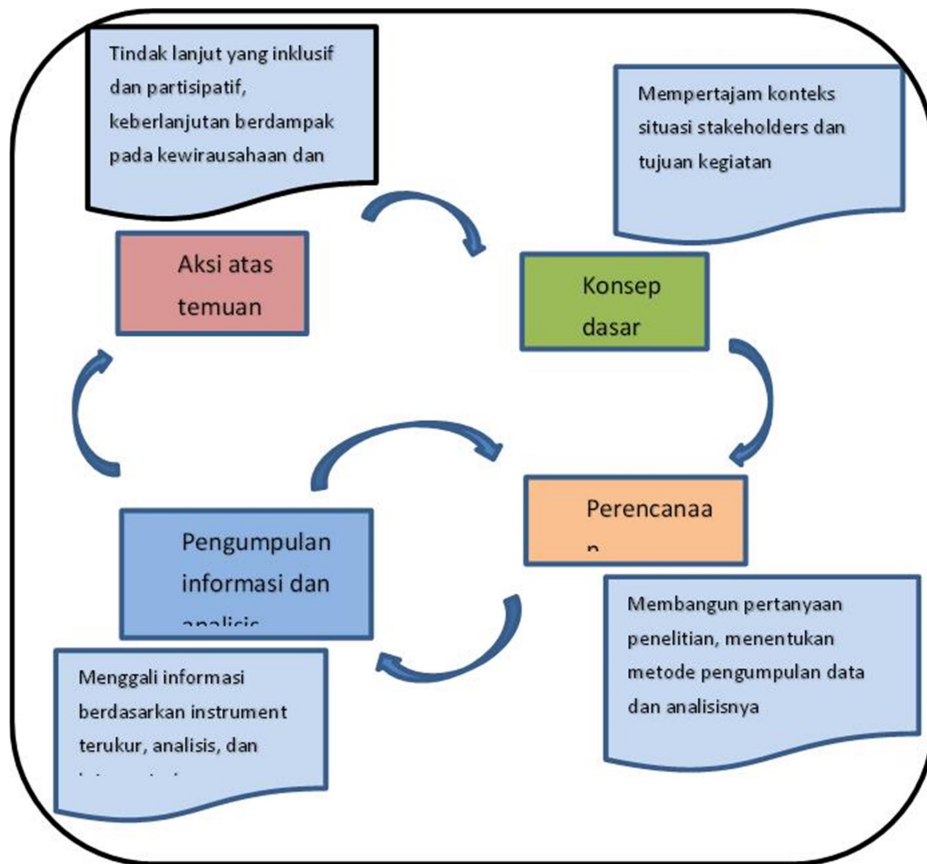 Tindak lanjut yang inklusif
dan partisipatif,
keberlanjutan berdampak
pada kewirausahaan dan
Mempertajam konteks
situasi stakeholders dan
tujuan kegiatan
Aksi atas
temuan
Konsep
dasar
Pengumpulan
informasi dan
analisis
Perencanaa
n
Menggali informasi
berdasarkan instrument
terukur, analisis, dan
Membangun pertanyaan
penelitian, menentukan
metode pengumpulan data
dan analisisnya